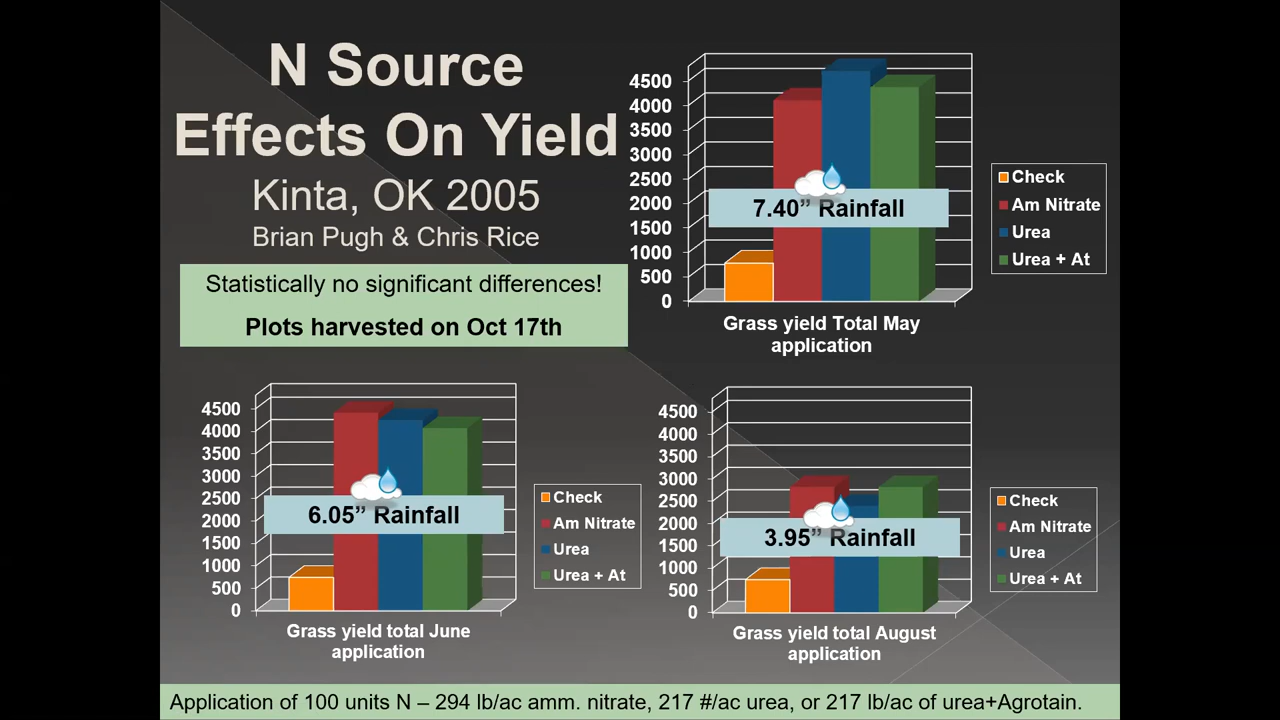 N Source
Effects On Yield
Kinta, OK 2005
Brian Pugh & Chris Rice
Statistically no significant differences!
Plots harvested on Oct 17th
4500
4000
3500
3000
2500
2000
1500
1000
500
0
7.40” Rainfall
Grass yield Total May
application
Check
Am Nitrate
Urea
Urea + At
4500
4000
3500
3000
2500
2000
1500
1000
500
0
6.05” Rainfall
Grass yield total June
application
Check
Am Nitrate
Urea
Urea + At
4500
4000
3500
3000
2500
2000
1500
1000
500
0
3.95” Rainfall
Grass yield total August
application
Check
Am Nitrate
Urea
Urea + At
Application of 100 units N – 294 lb/ac amm. nitrate, 217 #/ac urea, or 217 lb/ac of urea+Agrotain.